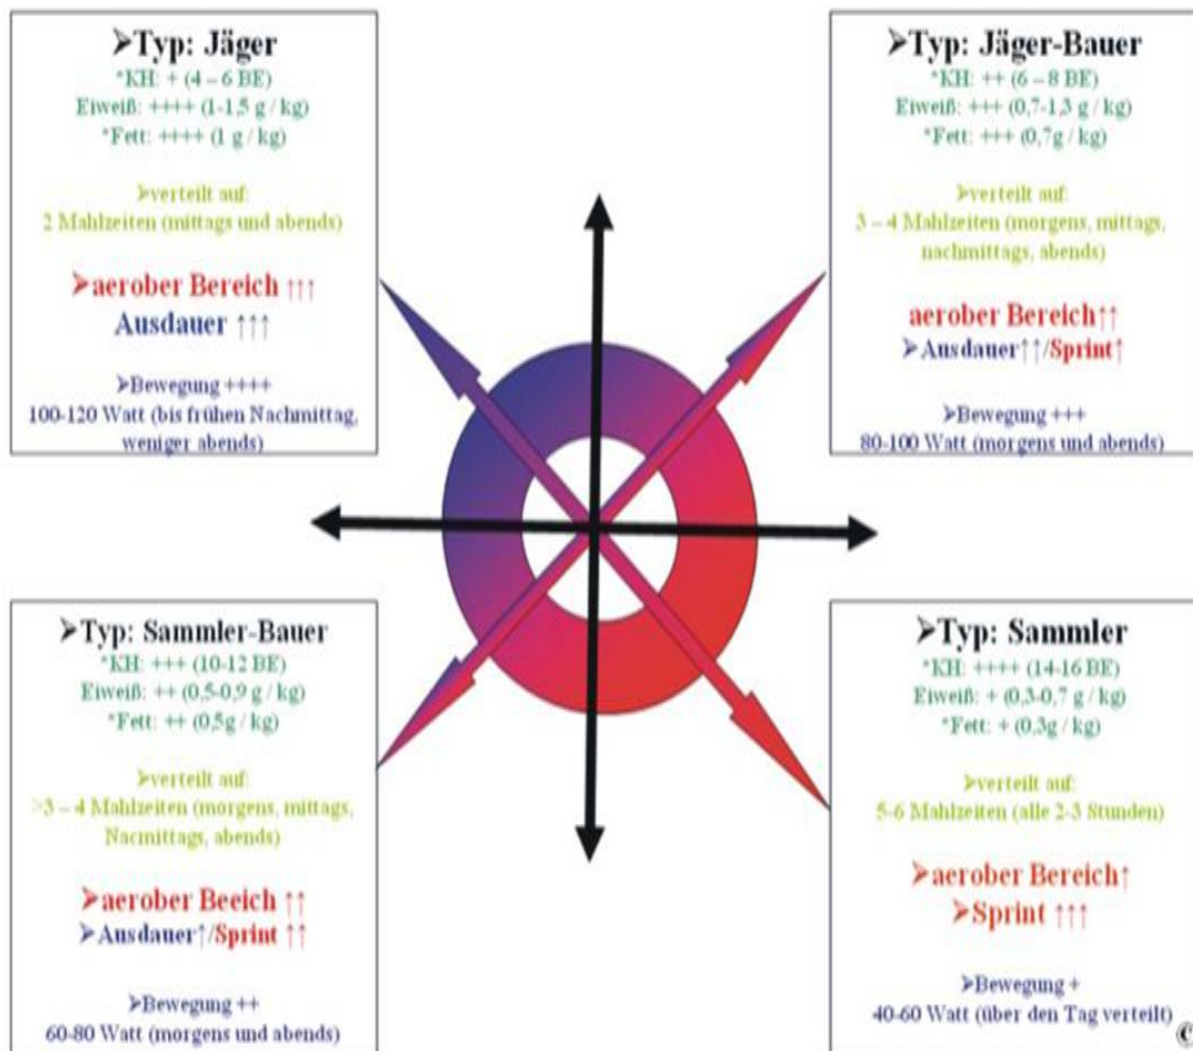 ➢Typ: Jäger
*KH: + (4 – 6 BE)
Eiweiß: ++++ (1-1,5 g / kg)
*Fett: ++++ (1 g / kg)
➢verteilt auf:
2 Mahlzeiten (mittags und abends)
➢aerober Bereich ↑↑↑
Ausdauer ↑↑↑
➢Bewegung ++++
100-120 Watt (bis frühen Nachmittag,
weniger abends)
➢Typ: Jäger-Bauer
*KH: ++ (6 – 8 BE)
Eiweiß: +++ (0,7-1,3 g / kg)
*Fett: +++ (0,7g / kg)
➢verteilt auf:
3 – 4 Mahlzeiten (morgens, mittags,
nachmittags, abends)
aerober Bereich↑↑
➢Ausdauer↑↑/Sprint↑
➢Bewegung +++
80-100 Watt (morgens und abends)
➢Typ: Sammler-Bauer
*KH: +++ (10-12 BE)
Eiweiß: ++ (0,5-0,9 g / kg)
*Fett: ++ (0,5g / kg)
➢verteilt auf:
>3 – 4 Mahlzeiten (morgens, mittags,
Nacmittags, abends)
➢aerober Beeich ↑↑
➢Ausdauer↑/Sprint ↑↑
➢Bewegung ++
60-80 Watt (morgens und abends)
➢Typ: Sammler
*KH: ++++ (14-16 BE)
Eiweiß: + (0,3-0,7 g / kg)
*Fett: + (0,3g / kg)
➢verteilt auf:
5-6 Mahlzeiten (alle 2-3 Stunden)
➢aerober Bereich↑
➢Sprint ↑↑↑
➢Bewegung +
40-60 Watt (über den Tag verteilt)
©